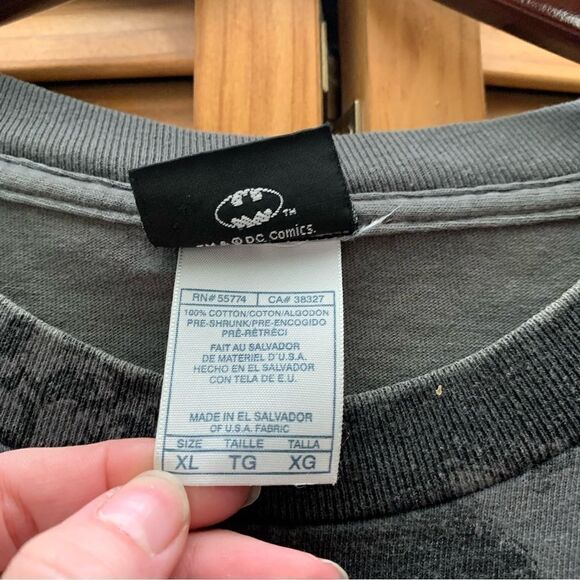 TM
TM & © DC Comics.
RN# 55774 CA# 38327
100% COTTON/COTON/ALGODON
PRE-SHRUNK/PRE-ENCOGIDO
PRÉ-RÉTRÉCI
FAIT AU SALVADOR
DE MATERIEL D'U.S.A.
HECHO EN EL SALVADOR
CON TELA DE E.U.
MADE IN EL SALVADOR
OF U.S.A. FABRIC
SIZE TAILLE TALLA
XL TG XG